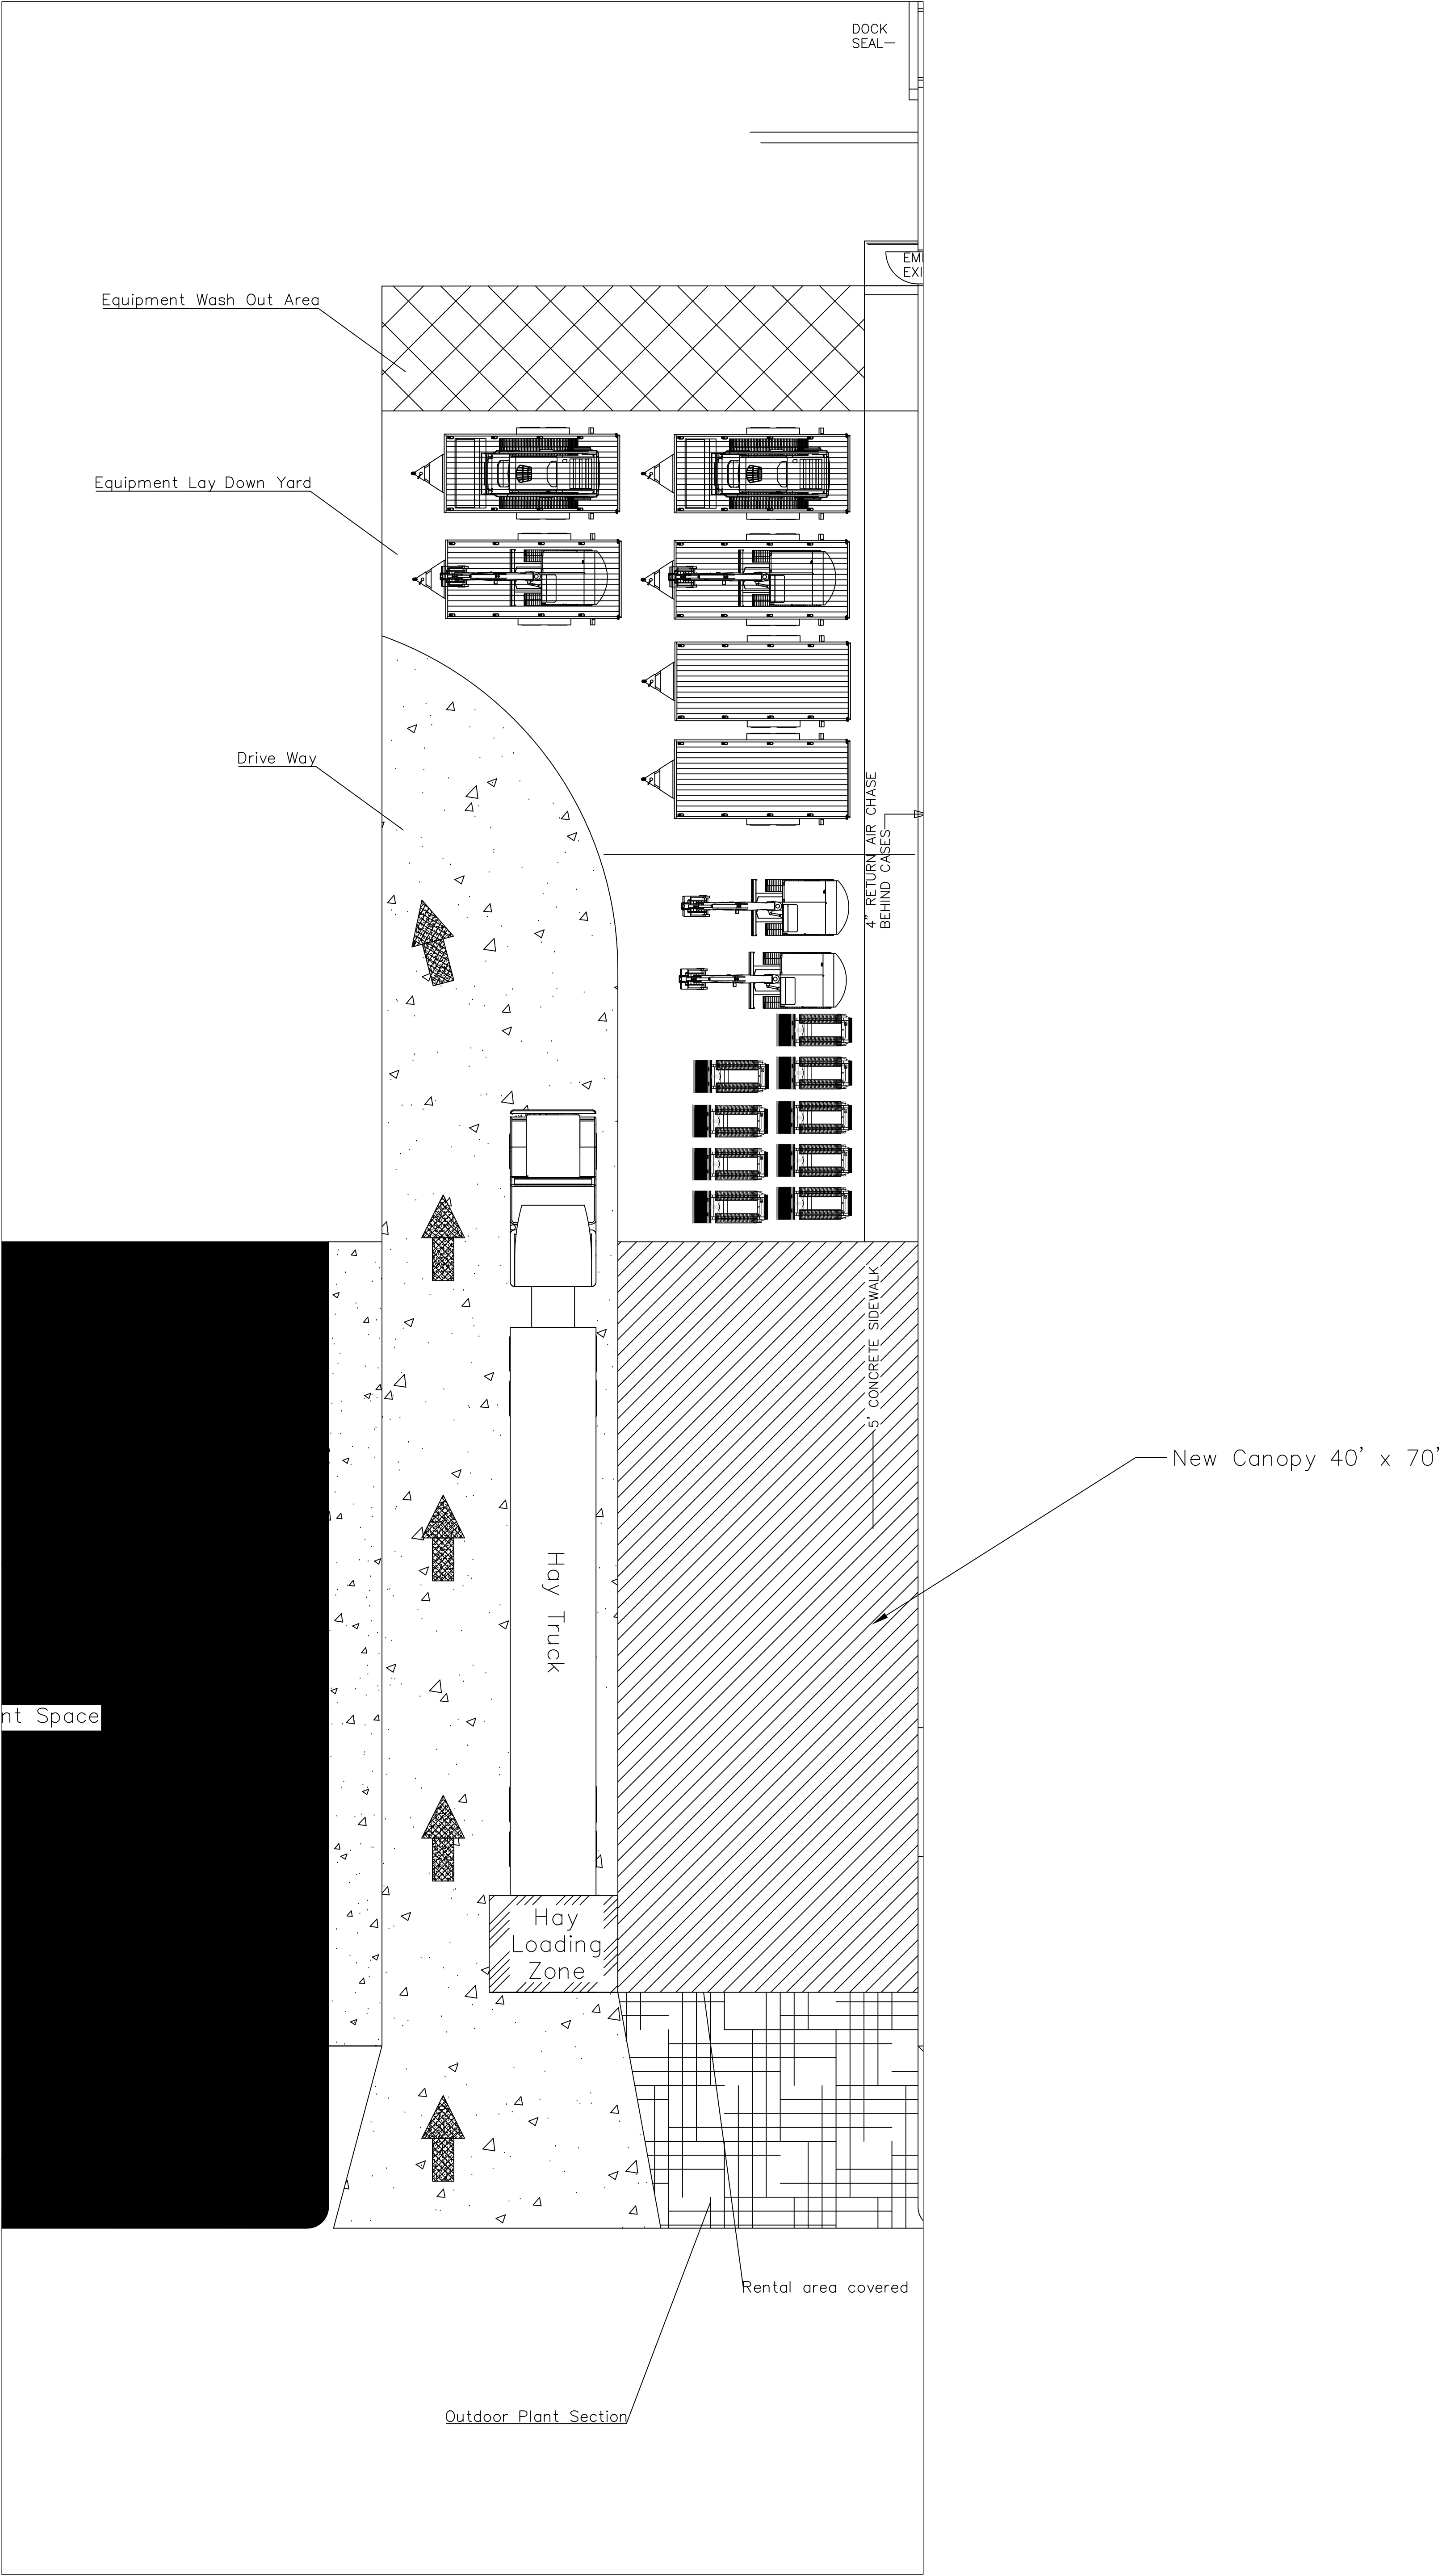 DOCK
SEAL
EMI
EXI
Equipment Wash Out Area
Equipment Lay Down Yard
Drive Way
4" RETURN AIR CHASE
BEHIND CASES
5' CONCRETE SIDEWALK
New Canopy 40' x 70'
Hay Truck
nt Space
Hay
Loading
Zone
Rental area covered
Outdoor Plant Section